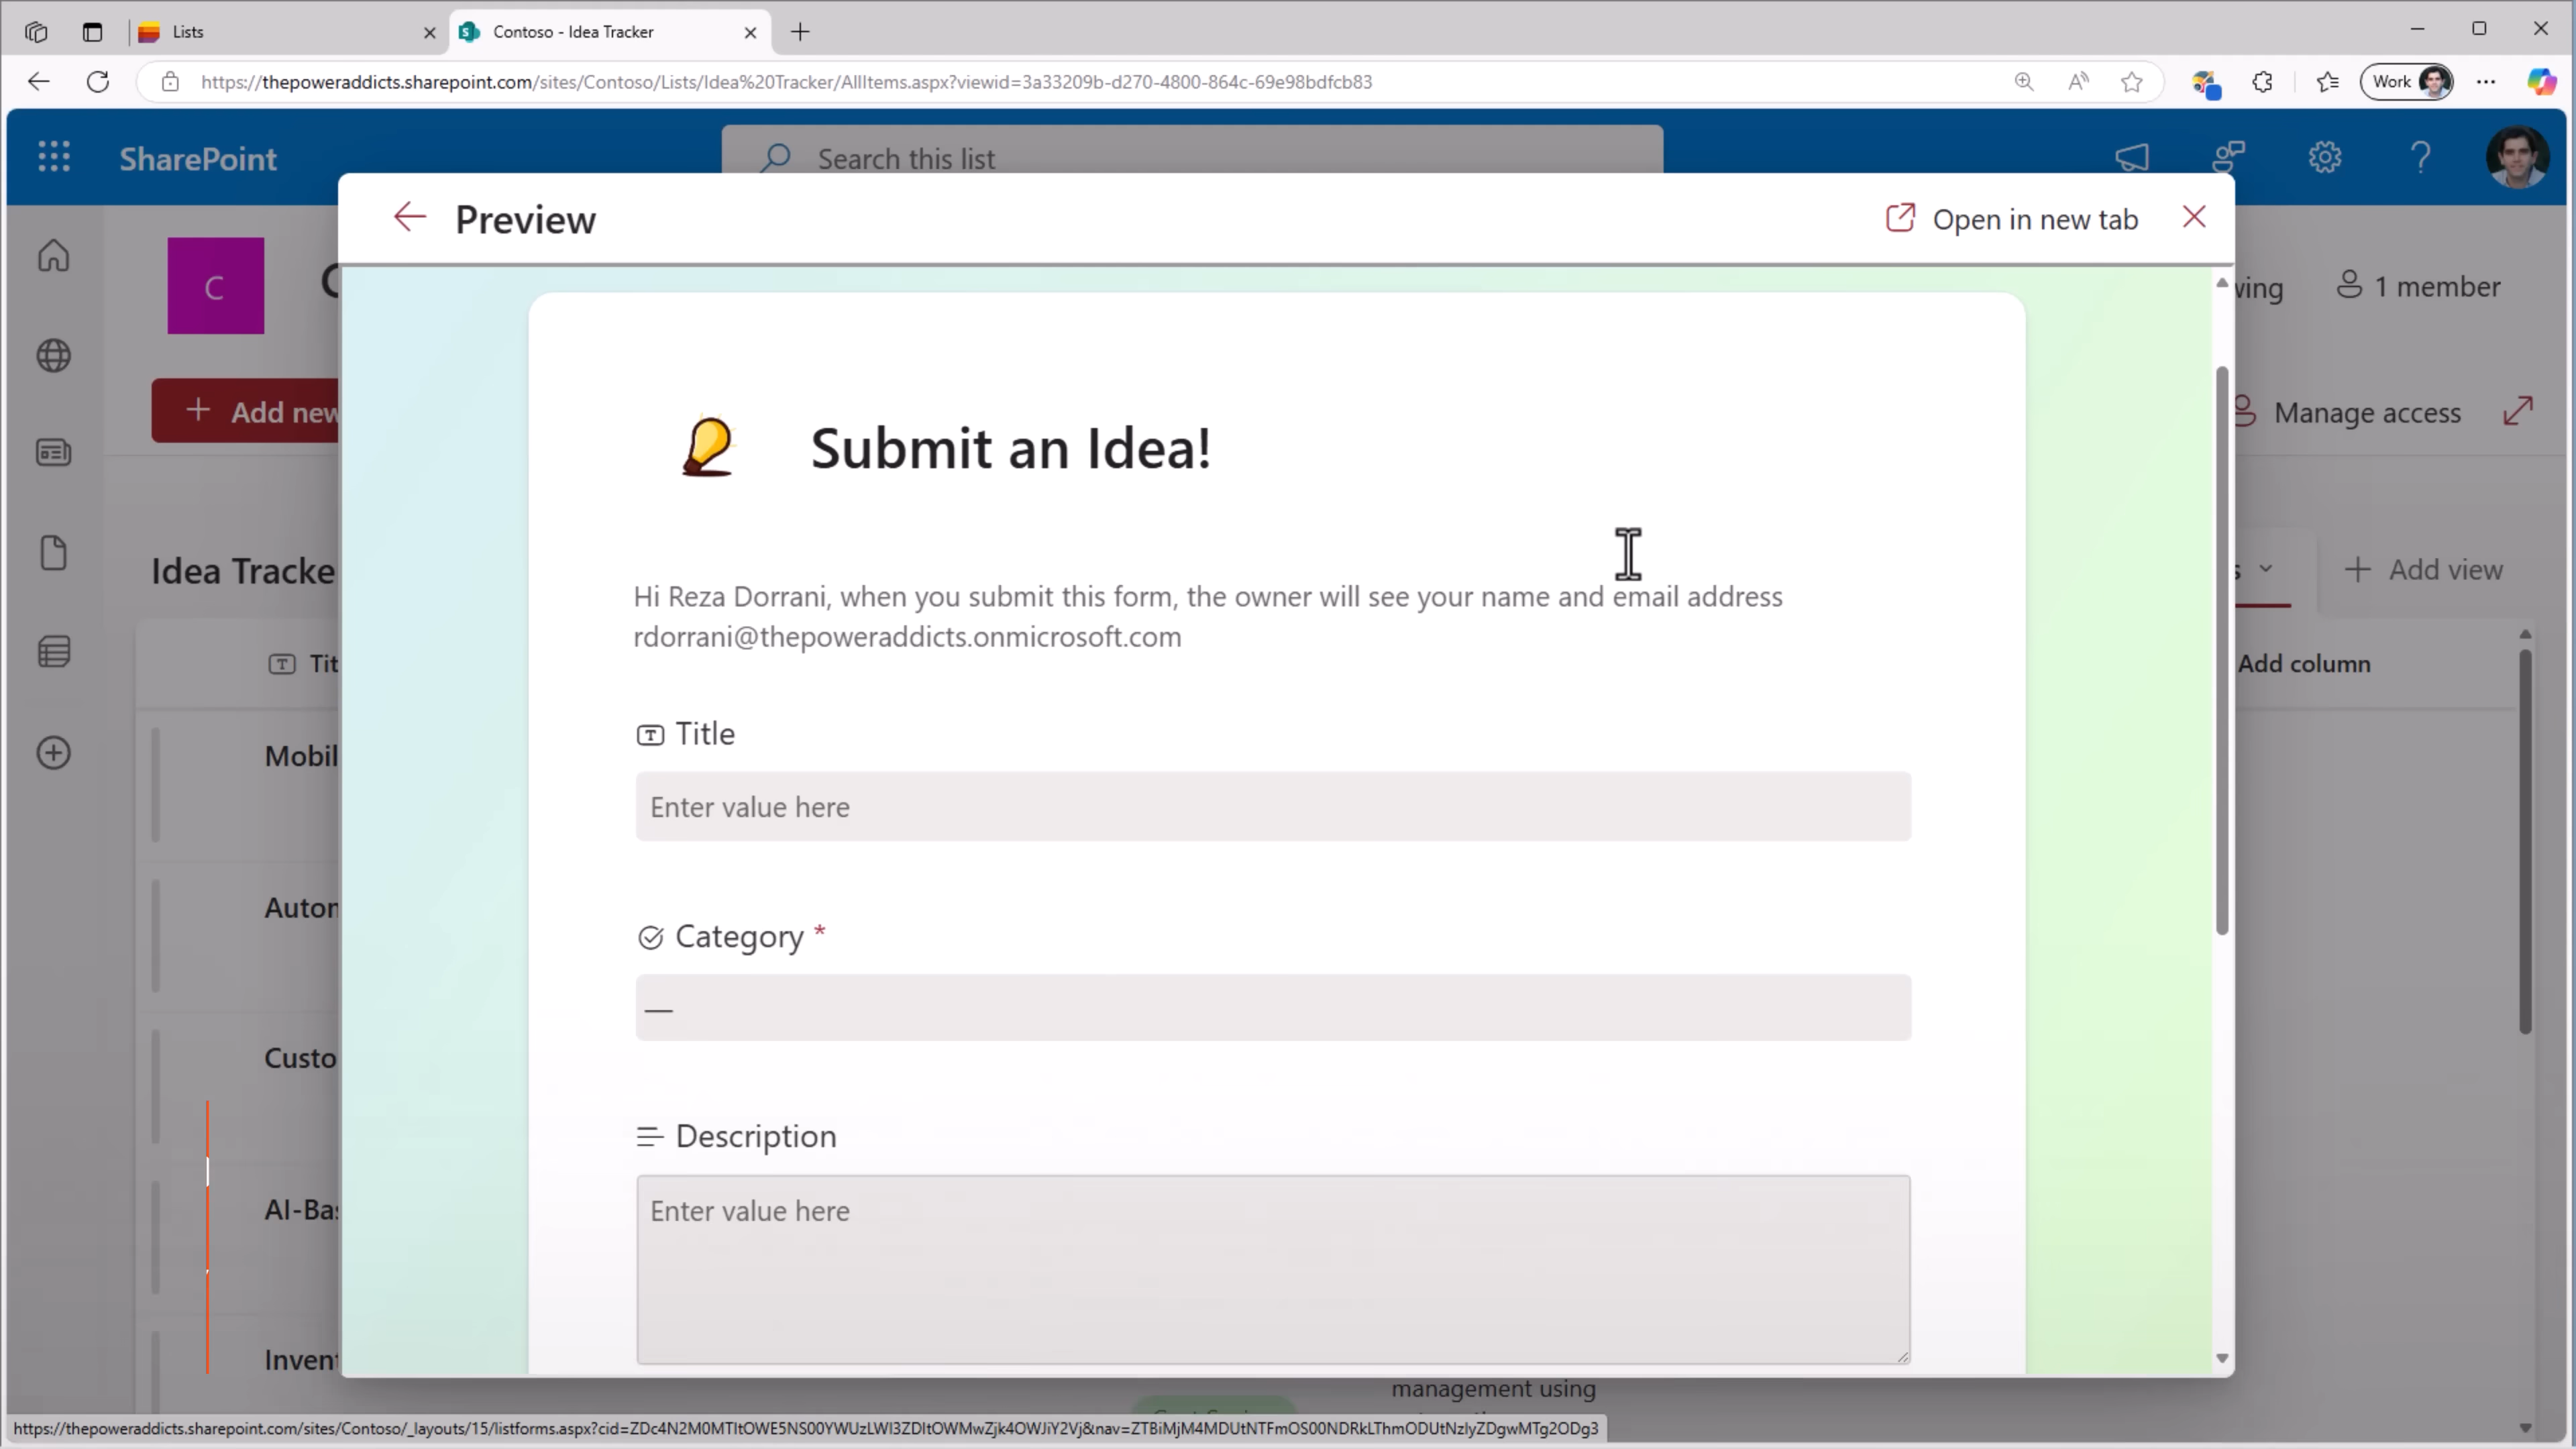 Lists
Contoso - Idea Tracker
https://thepoweraddicts.sharepoint.com/sites/Contoso/Lists/Idea%20Tracker/AllItems.aspx?viewid=3a33209b-d270-4800-864c-69e98bdfcb83
Work
SharePoint
Search this list
Preview
Open in new tab
C
wing
1 member
Add new
Manage access
Submit an Idea!
Idea Tracke
Add view
Hi Reza Dorrani, when you submit this form, the owner will see your name and email address
rdorrani@thepoweraddicts.onmicrosoft.com
Tit
Add column
Title
Mobil
Enter value here
Autom
Category *
—
Custo
Description
AI-Bas
Enter value here
Invent
management using
https://thepoweraddicts.sharepoint.com/sites/Contoso/_layouts/15/listforms.aspx?cid=ZDc4N2M0MTItOWE5NS00YWUzLWI3ZDItOWMwZjk4OWJiY2Vj&nav=ZTBiMjM4MDUtNTFmOS00NDRkLThmODUtNzIyZDgwMTg2ODg3